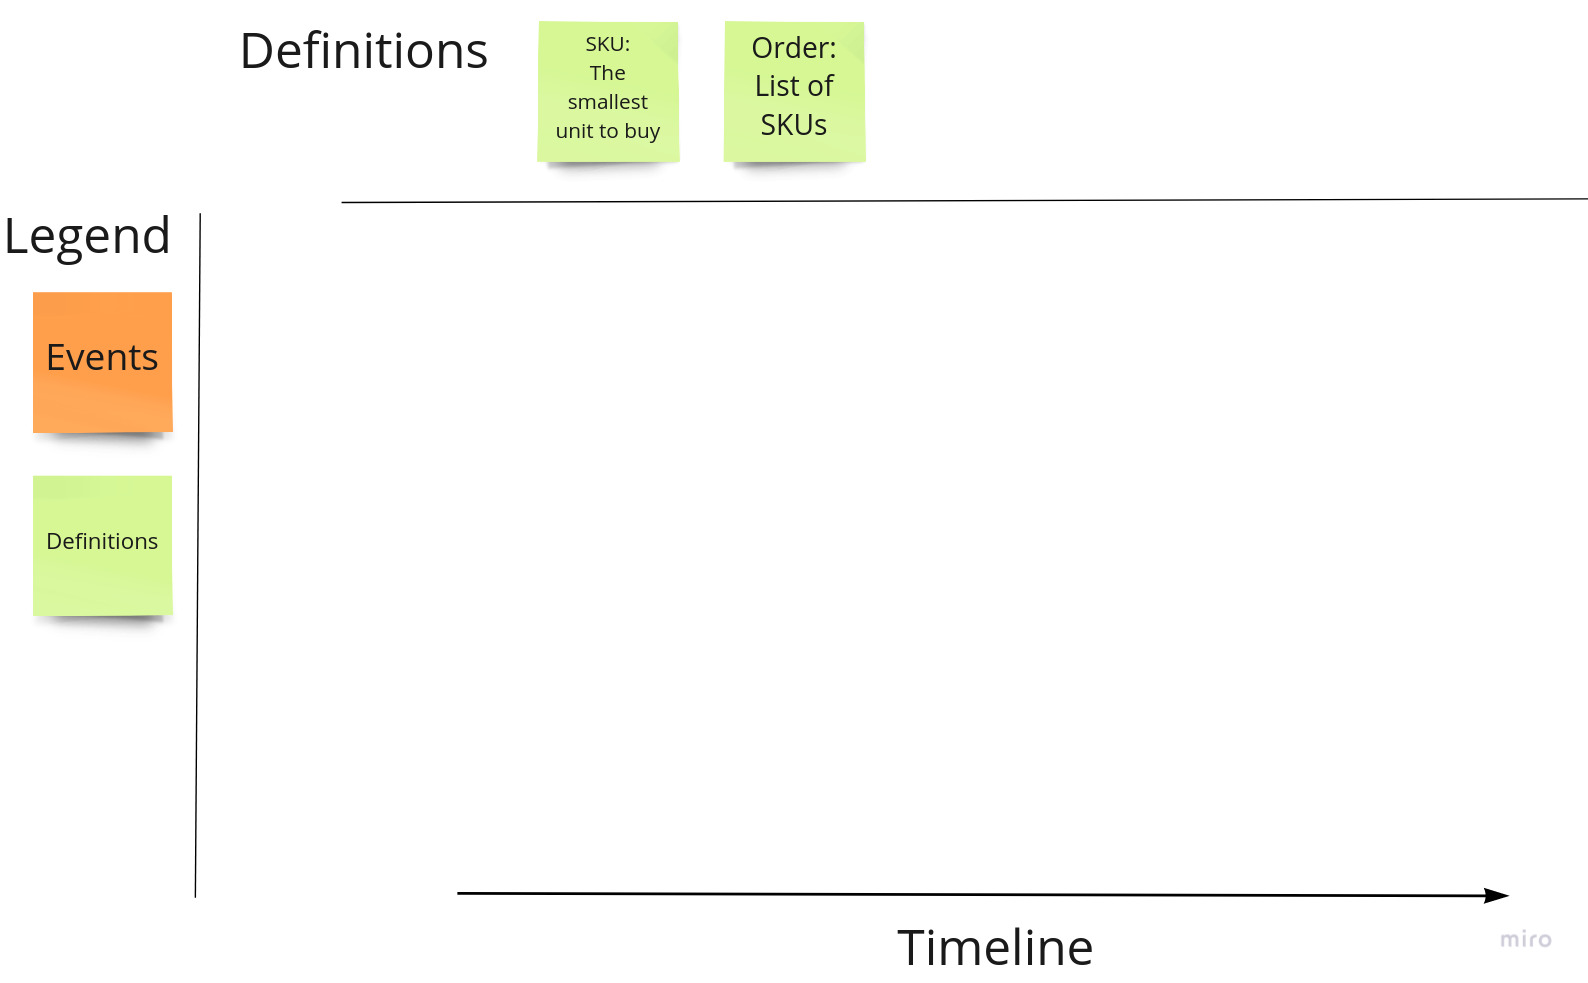 Definitions
SKU:
The
smallest
unit to buy
Order:
List of
SKUs
Legend
Events
Definitions
Timeline
miro